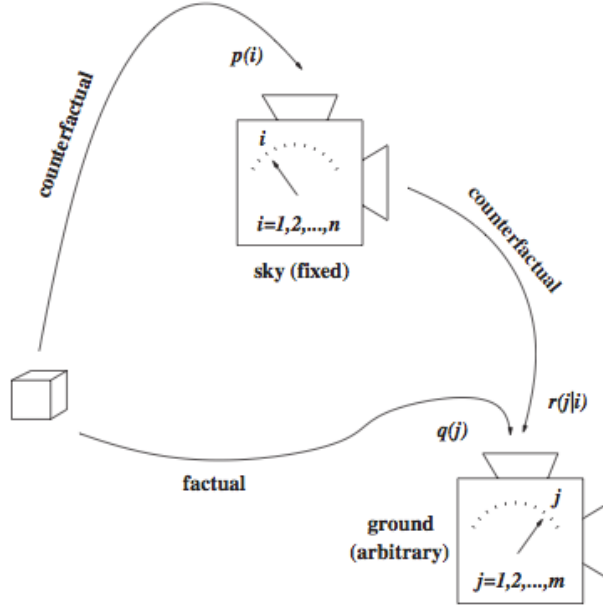 p(i)
counterfactual
i
i=1,2,...,n
sky (fixed)
counterfactual
r(j|i)
q(j)
factual
j
ground
(arbitrary)
j=1,2,...,m